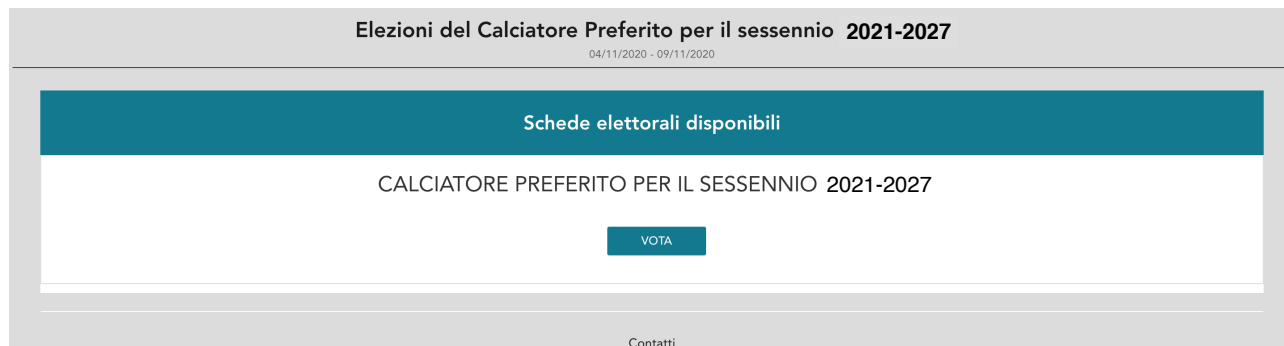 Elezioni del Calciatore Preferito per il sessennio 2021-2027
04/11/2020 - 09/11/2020
Schede elettorali disponibili
CALCIATORE PREFERITO PER IL SESSENNIO 2021-2027
VOTA
Contatti